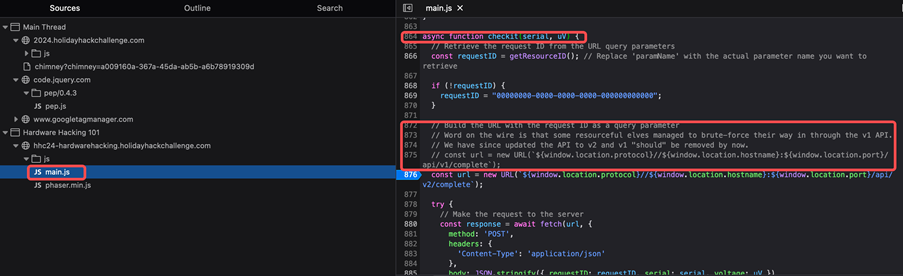 Sources Outline Search
Main Thread
2024.holidayhackchallenge.com
js
chimney?chimney=a009160a-367a-45da-ab5b-a6b78919309d
code.jquery.com
pep/0.4.3
JS pep.js
www.googletagmanager.com
Hardware Hacking 101
hhc24-hardwarehacking.holidayhackchallenge.com
js
JS main.js
JS phaser.min.js
main.js
863
864 async function checkit(serial, uV) {
865 // Retrieve the request ID from the URL query parameters
866 const requestID = getResourceID(); // Replace 'paramName' with the actual parameter name you want to
retrieve
867
868 if (!requestID) {
869 requestID = "00000000-0000-0000-0000-000000000000";
870 }
871
872 // Build the URL with the request ID as a query parameter
873 // Word on the wire is that some resourceful elves managed to brute-force their way in through the v1 API.
874 // We have since updated the API to v2 and v1 "should" be removed by now.
875 // const url = new URL(`${window.location.protocol}//${window.location.hostname}:${window.location.port}/
api/v1/complete`);
876 const url = new URL(`${window.location.protocol}//${window.location.hostname}:${window.location.port}/api/
v2/complete`);
877
878 try {
879 // Make the request to the server
880 const response = await fetch(url, {
881 method: 'POST',
882 headers: {
883 'Content-Type': 'application/json'
884 },
885 body: JSON.stringify({ requestID: requestID, serial: serial, voltage: uV })